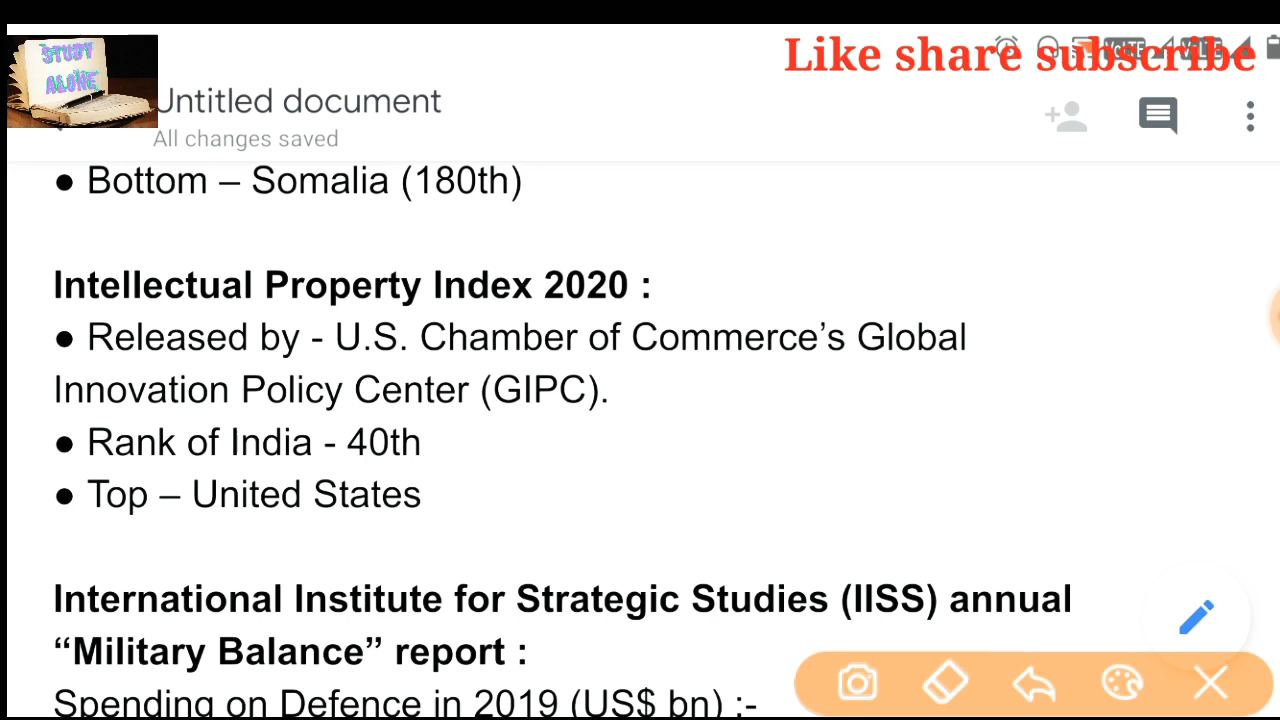 STUDY
ALONE
Like share subscribe
Untitled document
All changes saved
● Bottom – Somalia (180th)
Intellectual Property Index 2020 :
● Released by - U.S. Chamber of Commerce’s Global
Innovation Policy Center (GIPC).
● Rank of India - 40th
● Top – United States
International Institute for Strategic Studies (IISS) annual
“Military Balance” report :
Spending on Defence in 2019 (US$ bn) :-